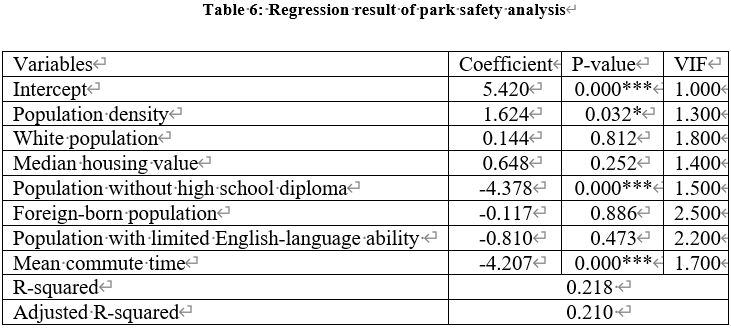 Table 6: Regression result of park safety analysis
Variables Coefficient P-value VIF
Intercept 5.420 0.000*** 1.000
Population density 1.624 0.032* 1.300
White population 0.144 0.812 1.800
Median housing value 0.648 0.252 1.400
Population without high school diploma -4.378 0.000*** 1.500
Foreign-born population -0.117 0.886 2.500
Population with limited English-language ability -0.810 0.473 2.200
Mean commute time -4.207 0.000*** 1.700
R-squared 0.218
Adjusted R-squared 0.210